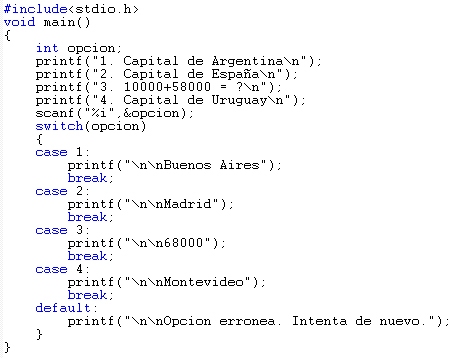 #include<stdio.h>
void main()
{
    int opcion;
    printf("1. Capital de Argentina\n");
    printf("2. Capital de España\n");
    printf("3. 10000+58000 = ?\n");
    printf("4. Capital de Uruguay\n");
    scanf("%i",&opcion);
    switch(opcion)
    {
    case 1:
        printf("\n\nBuenos Aires");
        break;
    case 2:
        printf("\n\nMadrid");
        break;
    case 3:
        printf("\n\n68000");
        break;
    case 4:
        printf("\n\nMontevideo");
        break;
    default:
        printf("\n\nOpcion erronea. Intenta de nuevo.");
    }
}